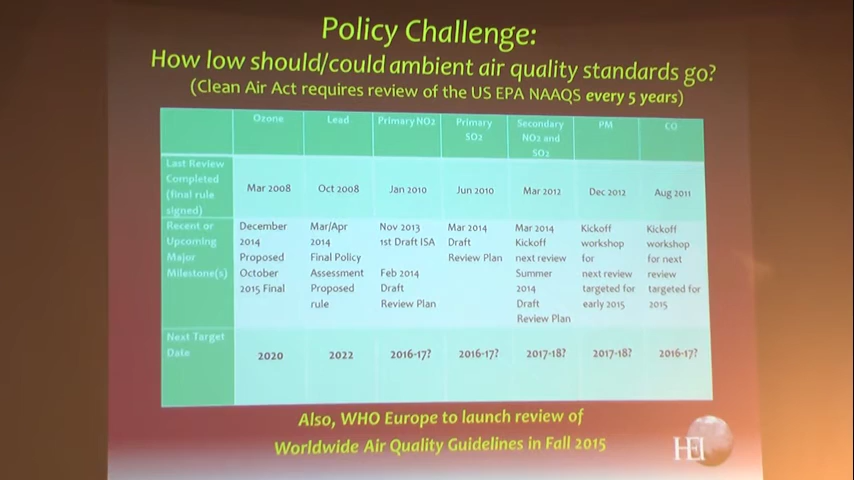 Policy Challenge:
How low should/could ambient air quality standards go?
(Clean Air Act requires review of the US EPA NAAQS every 5 years)
Ozone
Lead
Primary NO2
Primary
SO2
Secondary
NO2 and
SO2
PM
CO
Last Review
Completed
(final rule
signed)
Mar 2008
Oct 2008
Jan 2010
Jun 2010
Mar 2012
Dec 2012
Aug 2011
Recent or
Upcoming
Major
Milestone(s)
December
2014
Proposed
October
2015 Final
Mar/Apr
2014
Final Policy
Assessment
Proposed
rule
Nov 2013
1st Draft ISA
Feb 2014
Draft
Review Plan
Mar 2014
Draft
Review Plan
Mar 2014
Kickoff
next review
Summer
2014
Draft
Review Plan
Kickoff
workshop
for
next review
targeted for
early 2015
Kickoff
workshop
for next
review
targeted for
2015
Next Target
Date
2020
2022
2016-17?
2016-17?
2017-18?
2017-18?
2016-17?
Also, WHO Europe to launch review of
Worldwide Air Quality Guidelines in Fall 2015
HEI